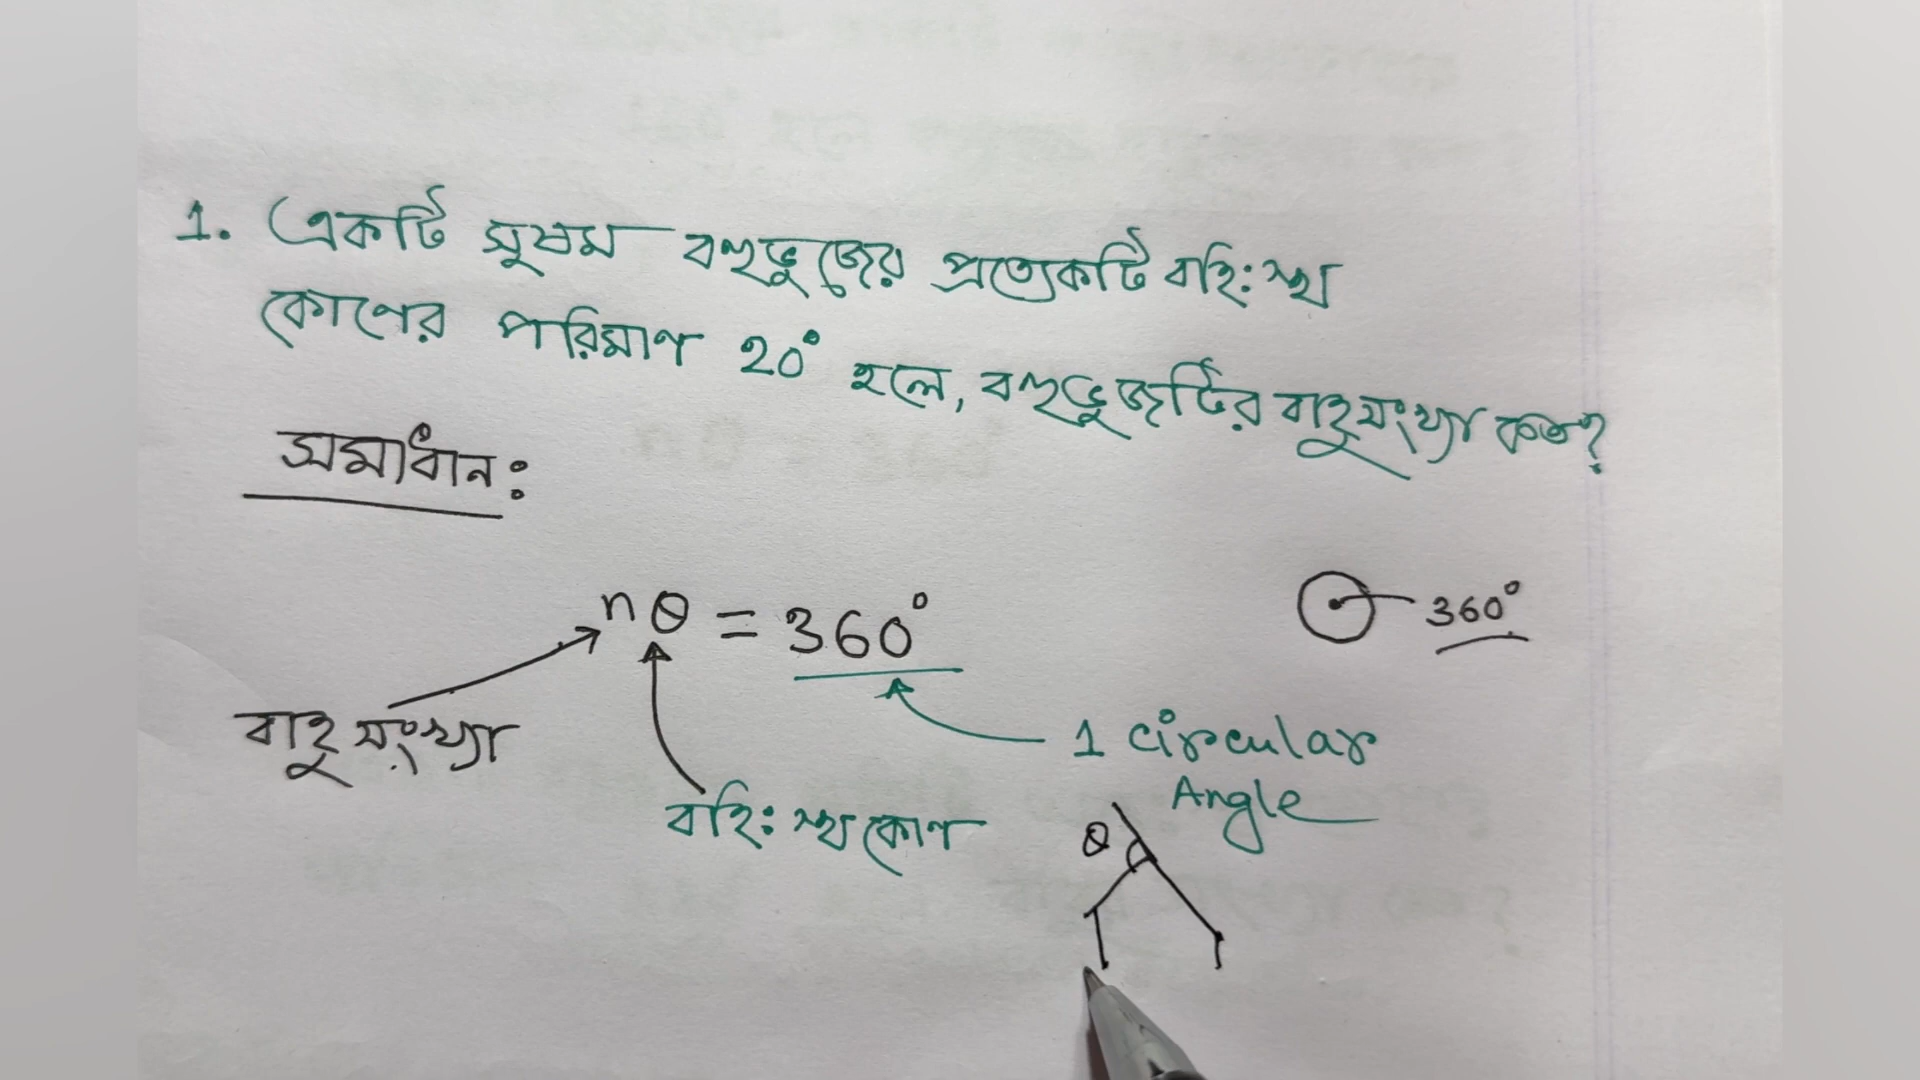 1. একটি সুষম বহুভুজের প্রত্যেকটি বহিঃস্থ
কোণের পরিমাণ 20° হলে, বহুভুজটির বাহুসংখ্যা কত?
সমাধান:
nθ = 360°
360°
বাহু সংখ্যা
1 circular
Angle
বহিঃস্থ কোণ
θ